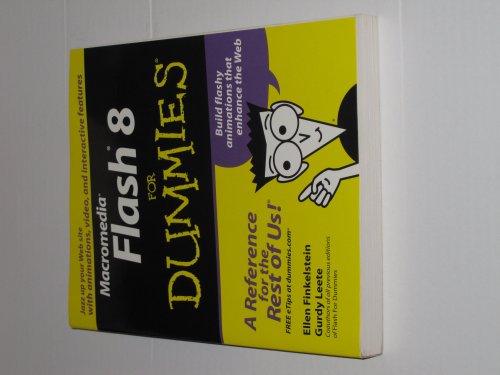 Jazz up your Web site
with animations, video, and interactive features
Macromedia®
Flash® 8
FOR
DUMMIES®
Build flashy
animations that
enhance the Web
A Reference
for the
Rest of Us!®
FREE eTips at dummies.com®
Ellen Finkelstein
Gurdy Leete
Coauthors of all previous editions
of Flash For Dummies